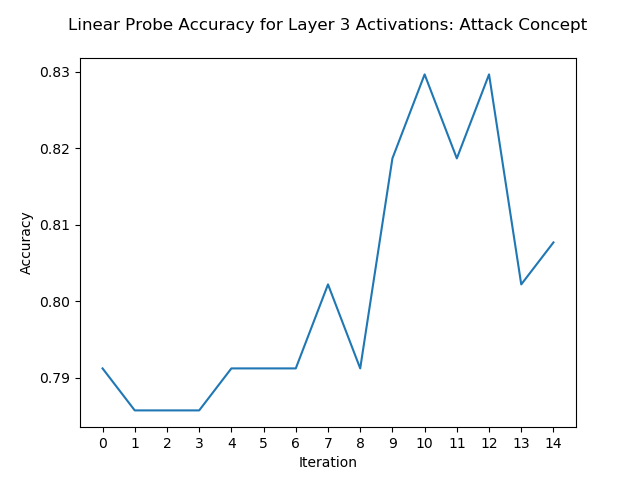 Linear Probe Accuracy for Layer 3 Activations: Attack Concept
0.83
0.82
0.81
0.80
0.79
Accuracy
0 1 2 3 4 5 6 7 8 9 10 11 12 13 14
Iteration